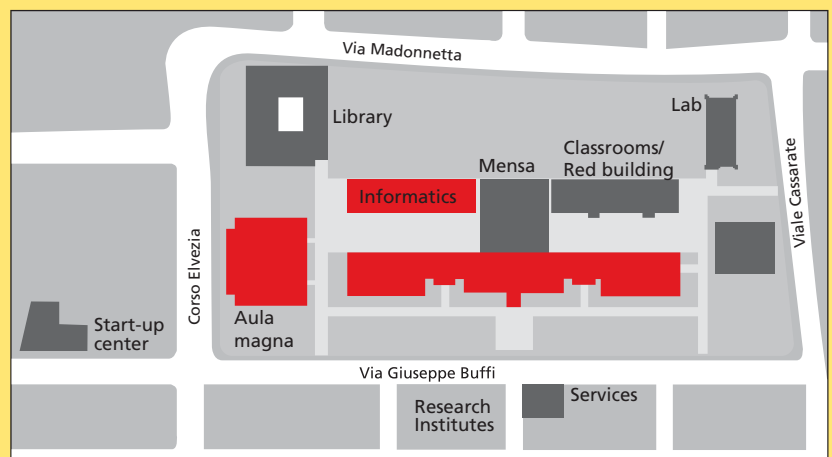 Via Madonnetta
Library
Lab
Classrooms/
Red building
Mensa
Informatics
Viale Cassarate
Corso Elvezia
Aula
magna
Start-up
center
Via Giuseppe Buffi
Research
Institutes
Services